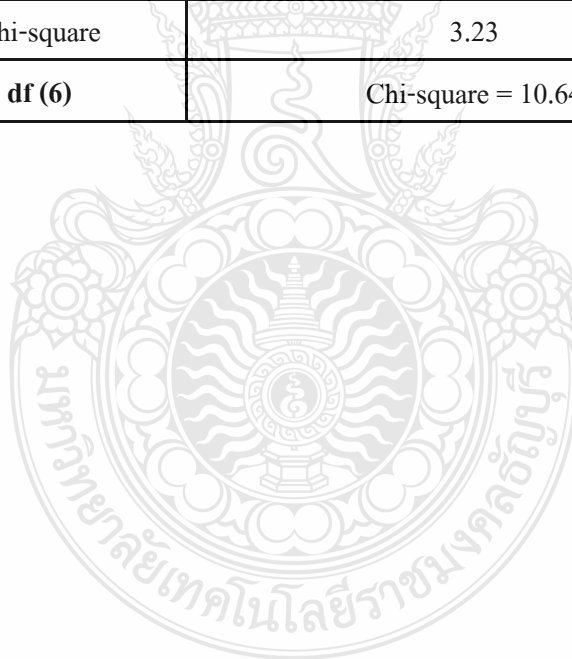 hi-square 3.23
df (6) Chi-square = 10.64
มหาวิทยาลัยเทคโนโลยีราชมงคลธัญบุรี